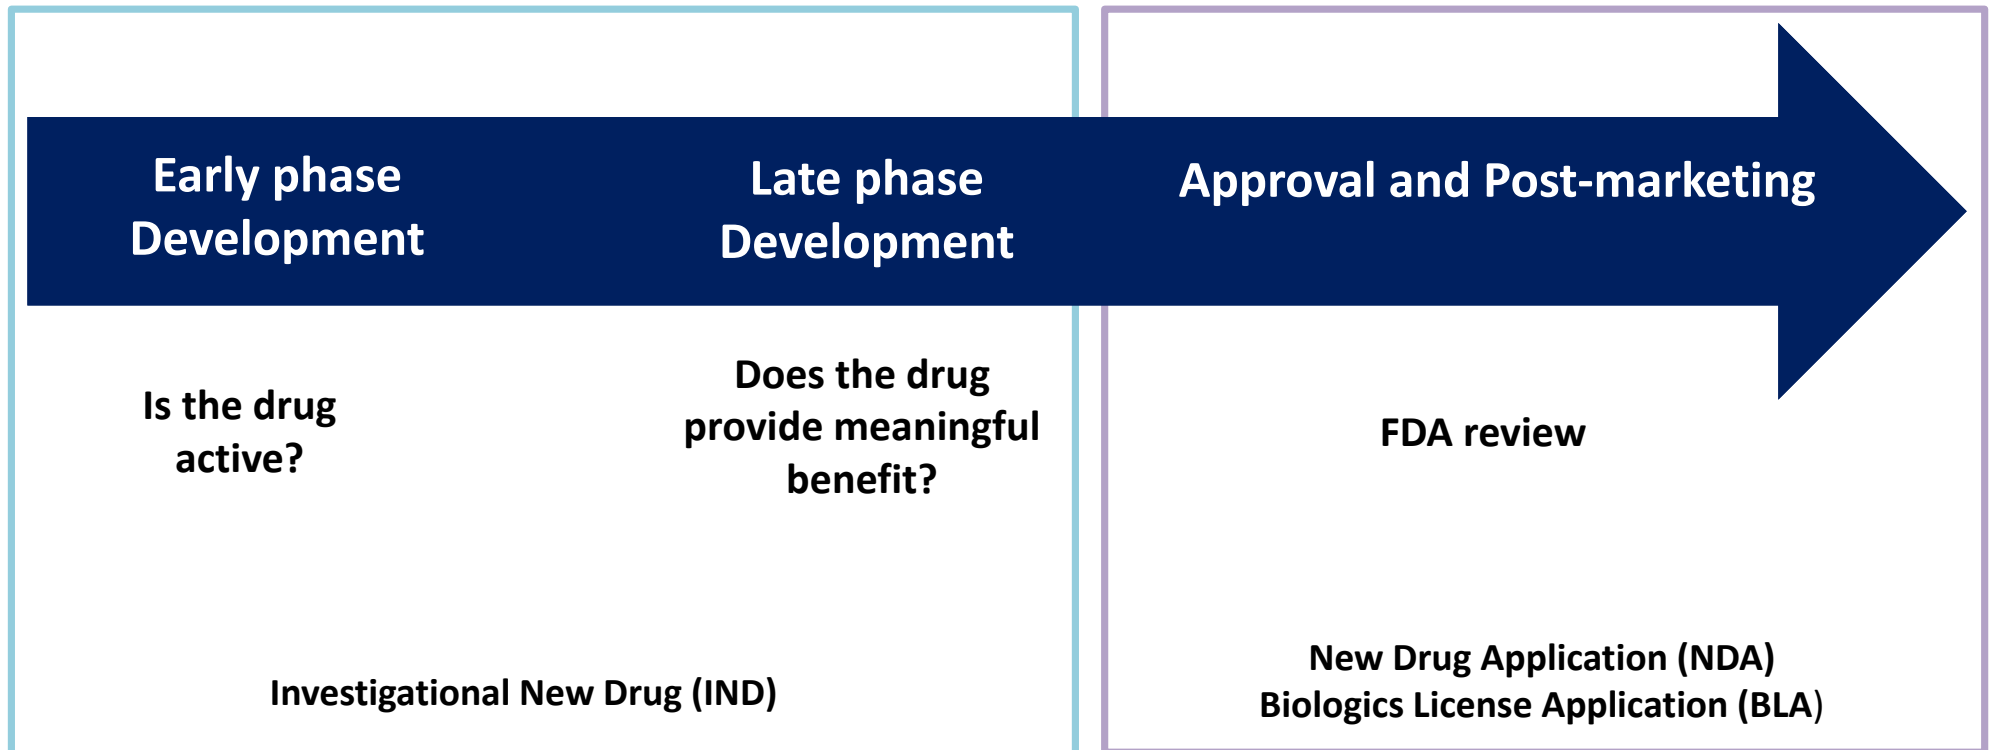 Early phase
Development
Late phase
Development
Approval and Post-marketing
Is the drug
active?
Does the drug
provide meaningful
benefit?
FDA review
Investigational New Drug (IND)
New Drug Application (NDA)
Biologics License Application (BLA)